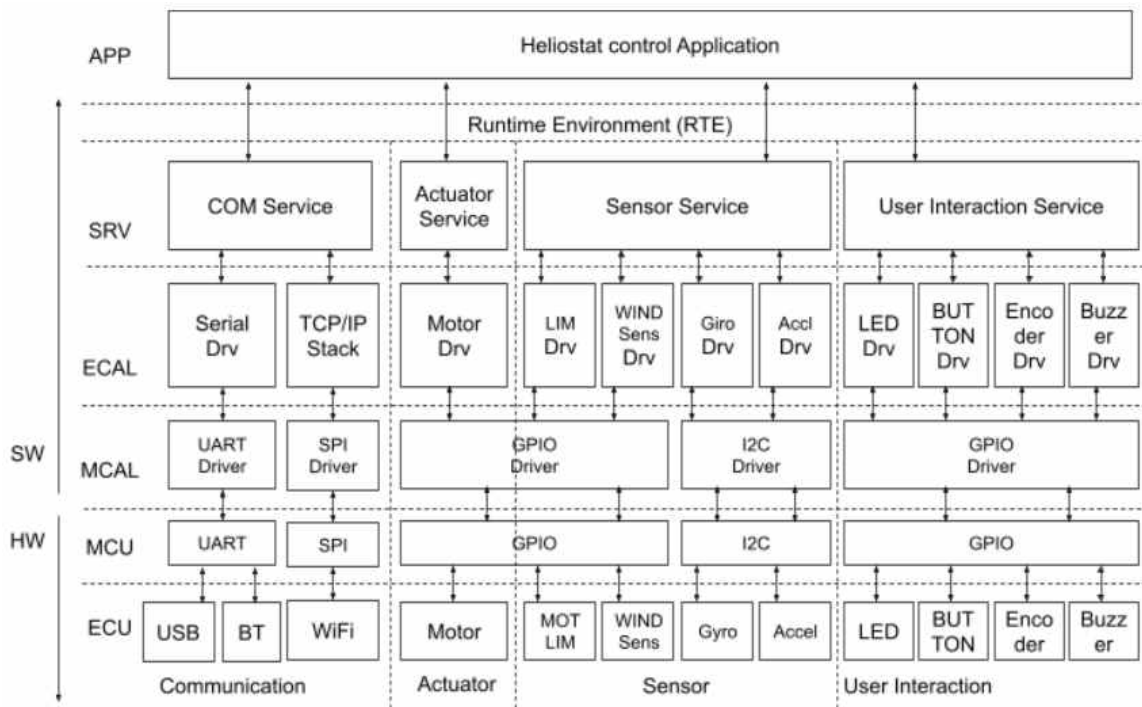 APP
Heliostat control Application
Runtime Environment (RTE)
SRV
COM Service
Actuator
Service
Sensor Service
User Interaction Service
ECAL
Serial
Drv
TCP/IP
Stack
Motor
Drv
LIM
Drv
WIND
Sens
Drv
Giro
Drv
Accl
Drv
LED
Drv
BUT
TON
Drv
Enco
der
Drv
Buzz
er
Drv
SW
MCAL
UART
Driver
SPI
Driver
GPIO
Driver
I2C
Driver
GPIO
Driver
HW
MCU
UART
SPI
GPIO
I2C
GPIO
ECU
USB
BT
WiFi
Motor
MOT
LIM
WIND
Sens
Gyro
Accel
LED
BUT
TON
Enco
der
Buzz
er
Communication
Actuator
Sensor
User Interaction